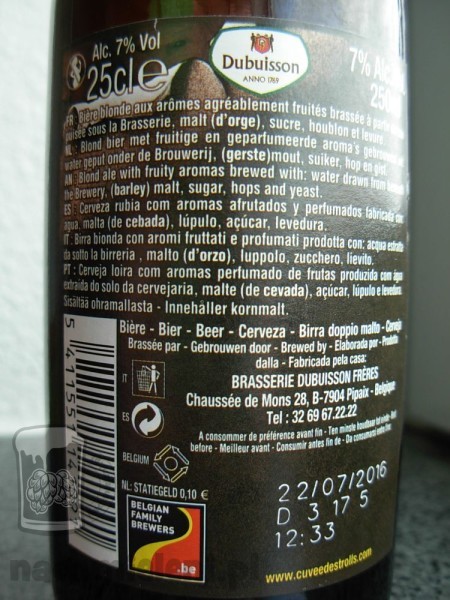 Alc. 7% Vol
25cl e
Dubuisson
ANNO 1769
7% Alc.
FR : Bière blonde aux arômes agréablement fruités brassée à partir
puisée sous la Brasserie, malt (d'orge), sucre, houblon et levure.
NL : Blond bier met fruitige en geparfumeerde aroma's gebrouwen
water gepuld onder de Brouwerij, (gerste)mout, suiker, hop en gist.
AN : Blond ale with fruity aromas brewed with: water drawn from
the Brewery, (barley) malt, sugar, hops and yeast.
ES : Cerveza rubia com aromas afrutados y perfumados fabricada con
agua, malta (de cebada), lúpulo, açúcar, levedura.
IT : Birra bionda con aromi fruttati e profumati prodotta con: acqua estratta
da sotto la birreria , malto (d'orzo), luppolo, zucchero, lievito.
PT : Cerveja loira com aromas perfumado de frutas produzida com água
extraída do solo da cervejaria, malte (de cevada), açúcar, lúpulo e levedura.
Sisältää ohramallasta - Innehåller kornmalt.
Bière - Bier - Beer - Cerveza - Birra doppio malto - Cerveja
Brassée par - Gebrouwen door - Brewed by - Elaborada por - Prodotta
dalla - Fabricada pela casa:
BRASSERIE DUBUISSON FRÈRES
Chaussée de Mons 28, B-7904 Pipaix - Belgique
Tel : 32 69 67.22.22
A consommer de préférence avant fin - Ten minste houdbaar tot einde - Best
before - Meilleur avant - Consumir antes fin de - Da consumarsi entro fine
IT
ES
BELGIUM
NL: STATIEGELD 0,10 €
BELGIAN
FAMILY
BREWERS
.be
22/07/2016
D 3 17 5
12:33
www.cuveedestrolls.com